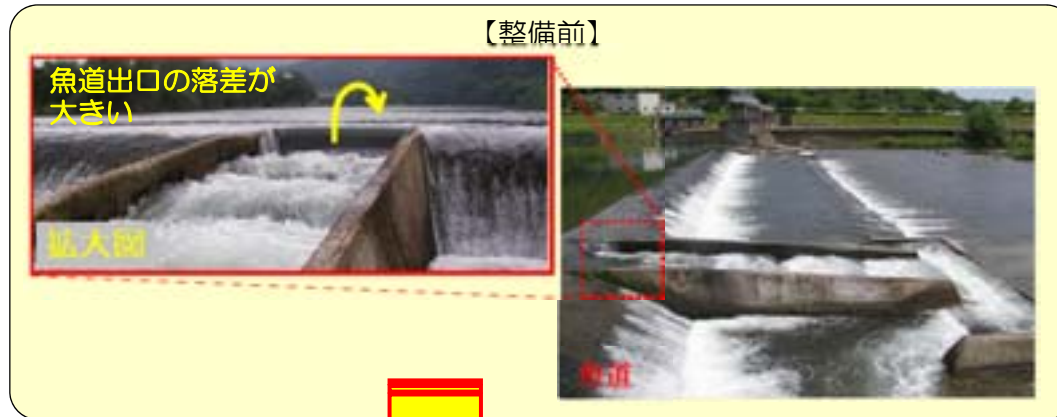 【整備前】
魚道出口の落差が
大きい
拡大図
魚道